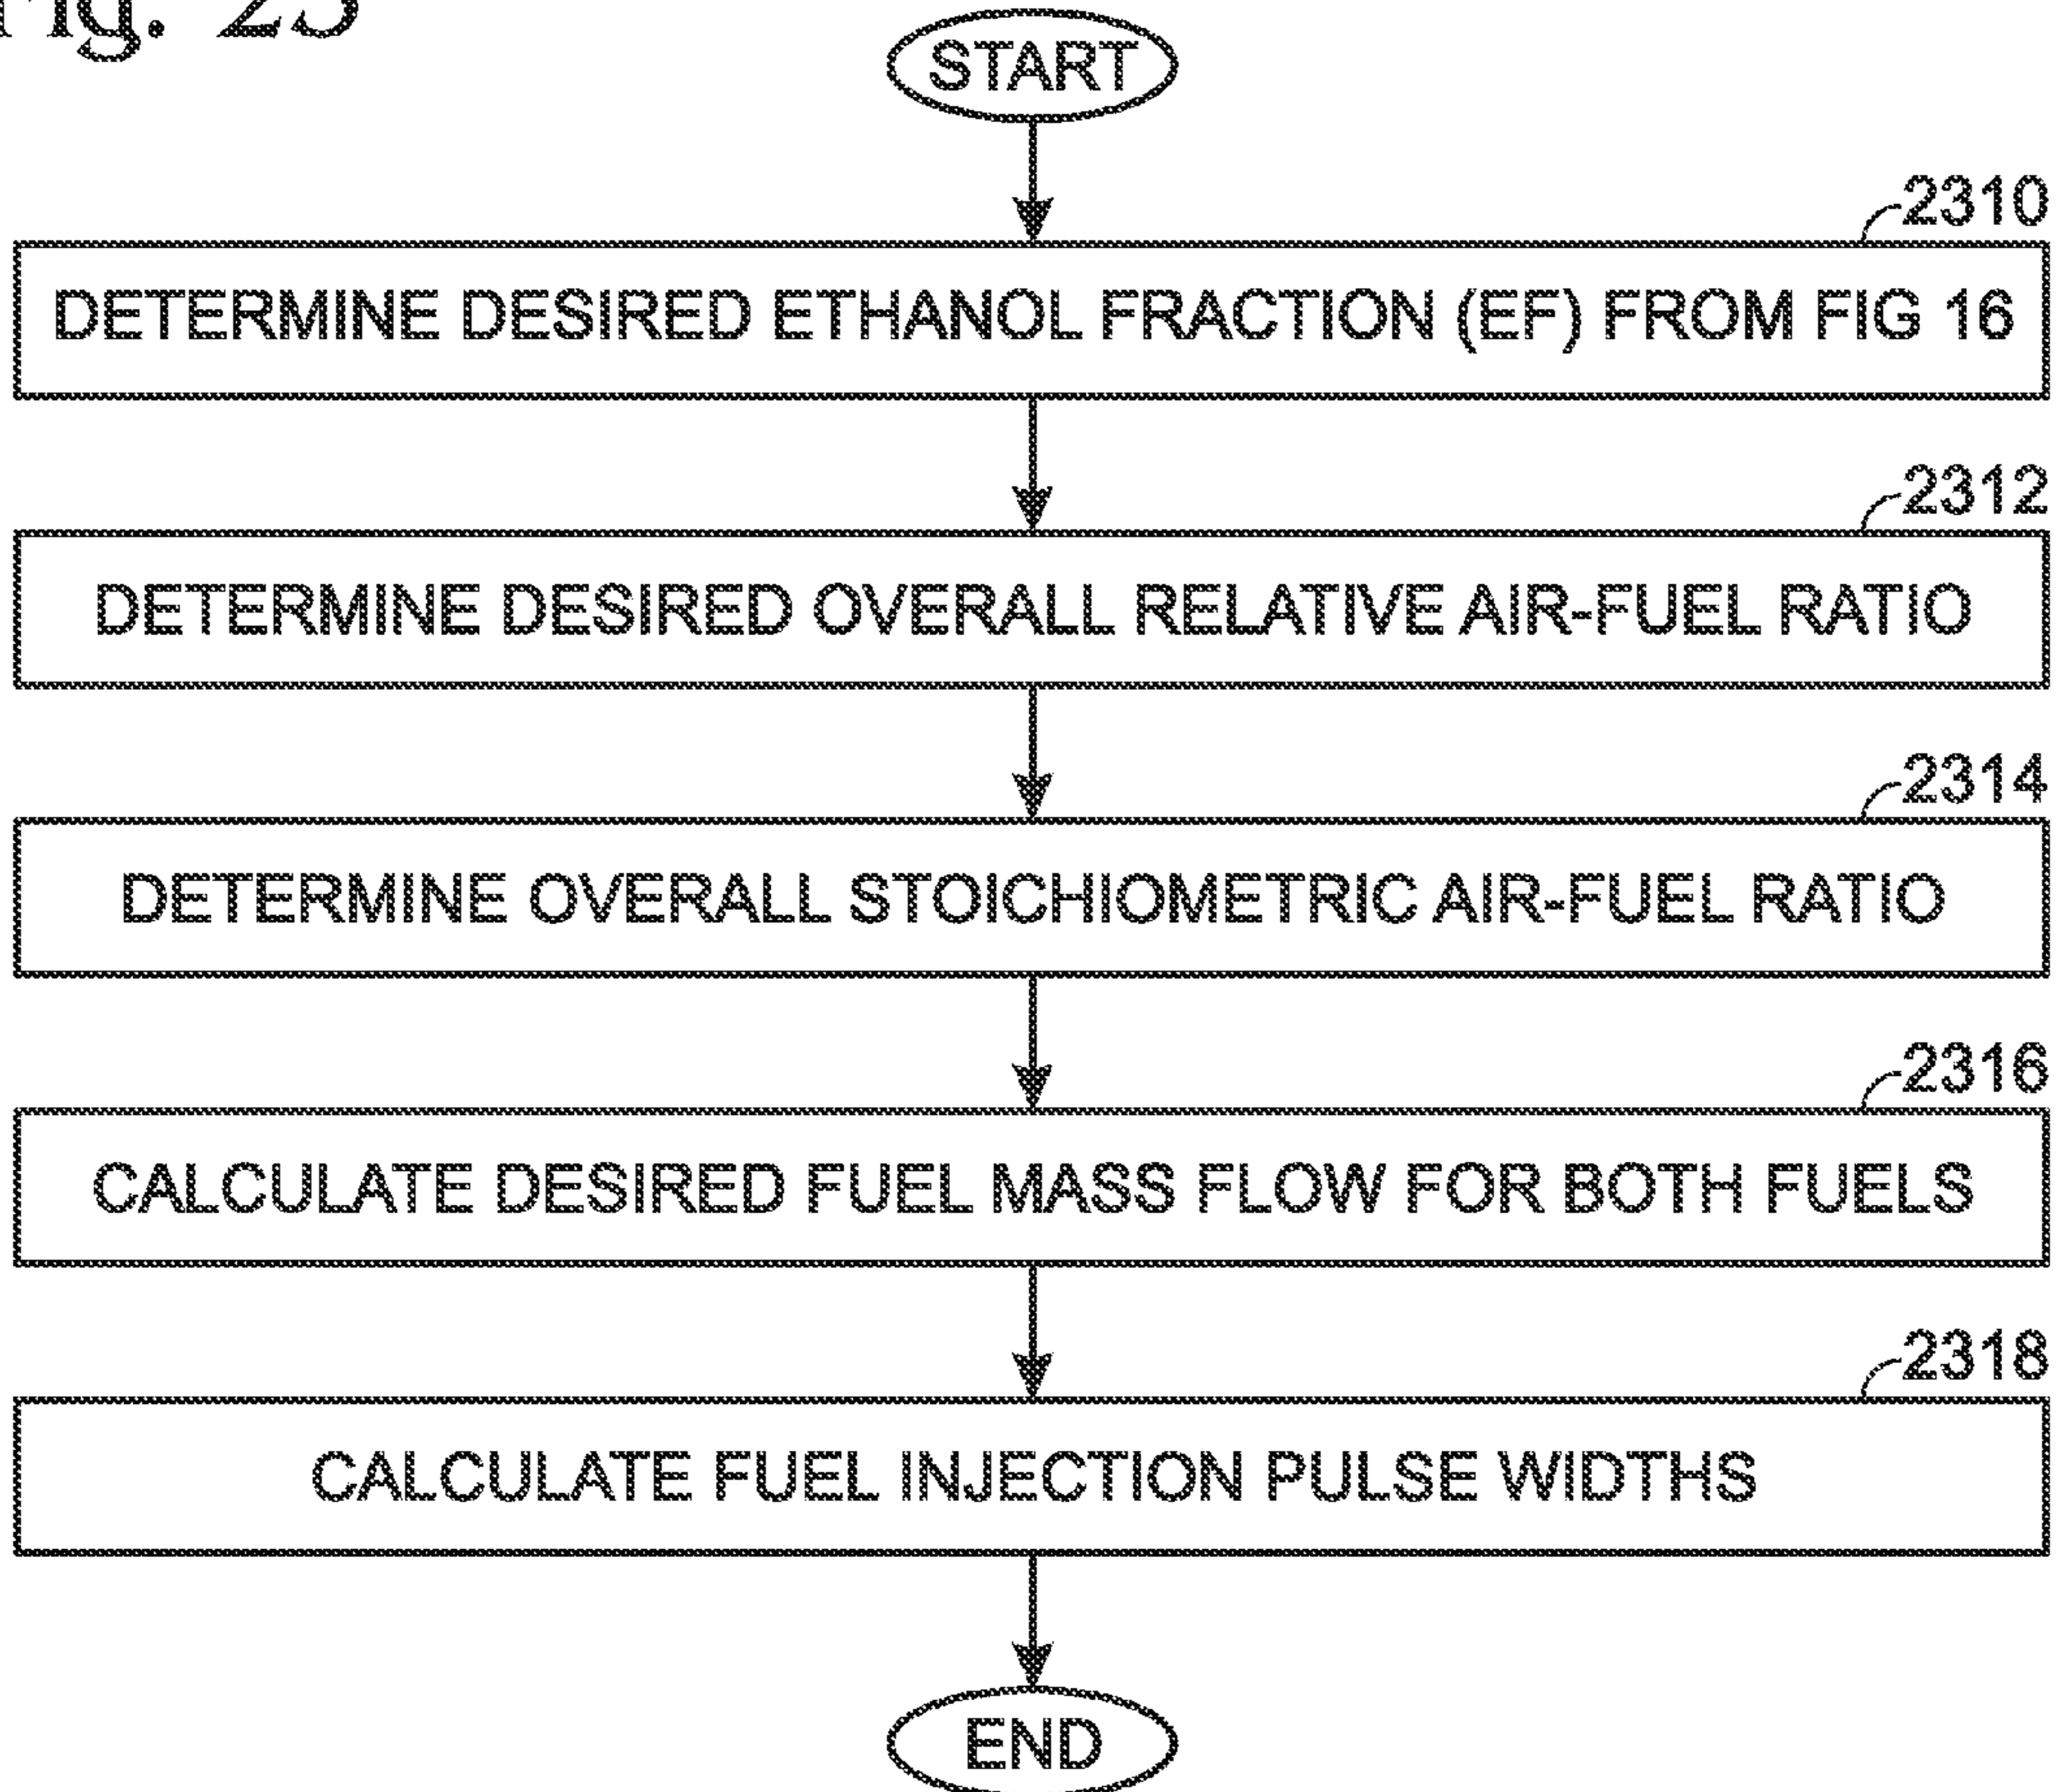 Fig. 23
START
2310
DETERMINE DESIRED ETHANOL FRACTION (EF) FROM FIG 16
2312
DETERMINE DESIRED OVERALL RELATIVE AIR-FUEL RATIO
2314
DETERMINE OVERALL STOICHIOMETRIC AIR-FUEL RATIO
2316
CALCULATE DESIRED FUEL MASS FLOW FOR BOTH FUELS
2318
CALCULATE FUEL INJECTION PULSE WIDTHS
END